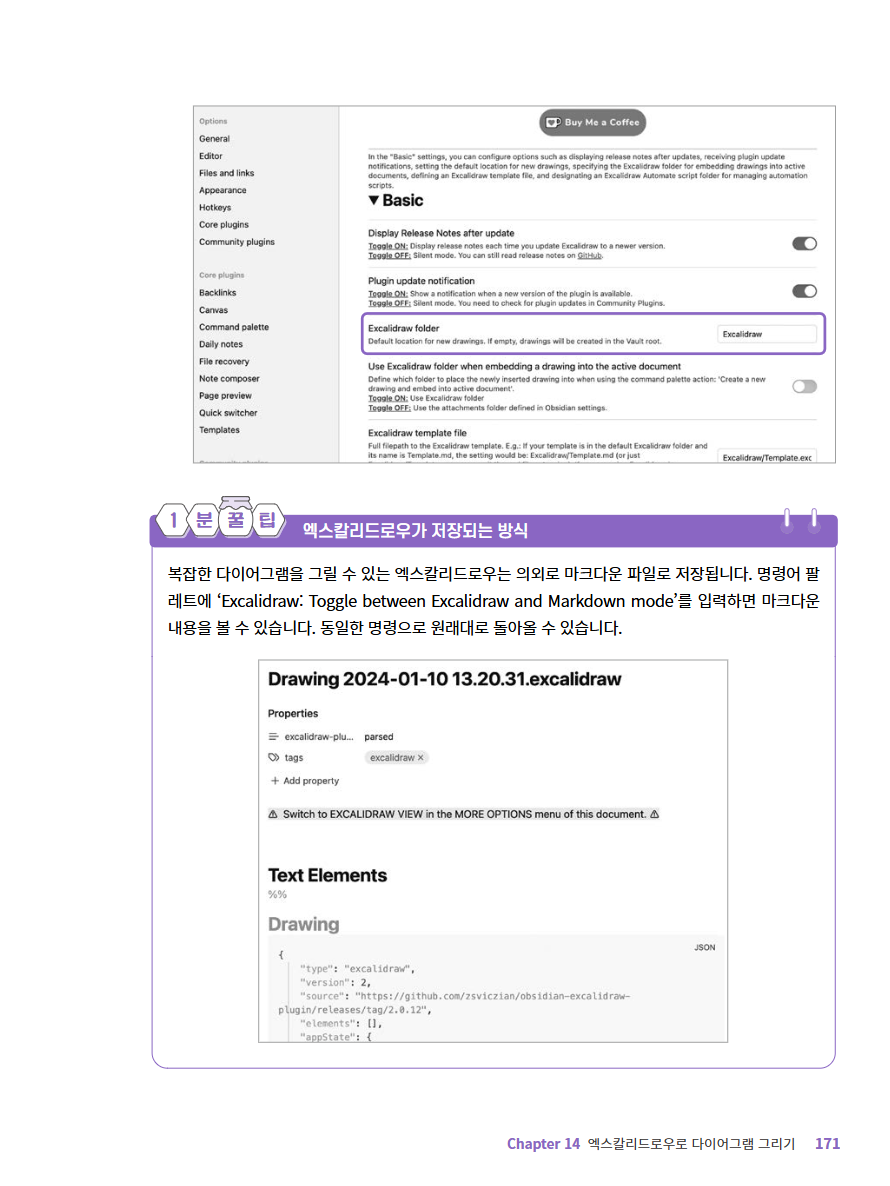 Options
General
Editor
Files and links
Appearance
Hotkeys
Core plugins
Community plugins
Core plugins
Backlinks
Canvas
Command palette
Daily notes
File recovery
Note composer
Page preview
Quick switcher
Templates
Community plugins
Buy Me a Coffee
In the "Basic" settings, you can configure options such as displaying release notes after updates, receiving plugin update
notifications, setting the default location for new drawings, specifying the Excalidraw folder for embedding drawings into active
documents, defining an Excalidraw template file, and designating an Excalidraw Automate script folder for managing automation
scripts.
▼ Basic
Display Release Notes after update
Toggle ON: Display release notes each time you update Excalidraw to a newer version.
Toggle OFF: Silent mode. You can still read release notes on GitHub.
Plugin update notification
Toggle ON: Show a notification when a new version of the plugin is available.
Toggle OFF: Silent mode. You need to check for plugin updates in Community Plugins.
Excalidraw folder
Default location for new drawings. If empty, drawings will be created in the Vault root.
Excalidraw
Use Excalidraw folder when embedding a drawing into the active document
Define which folder to place the newly inserted drawing into when using the command palette action: 'Create a new
drawing and embed into active document'.
Toggle ON: Use Excalidraw folder
Toggle OFF: Use the attachments folder defined in Obsidian settings.
Excalidraw template file
Full filepath to the Excalidraw template. E.g.: If your template is in the default Excalidraw folder and
its name is Template.md, the setting would be: Excalidraw/Template.md (or just
Excalidraw/Template.exc
1분 꿀팁 엑스칼리드로우가 저장되는 방식
복잡한 다이어그램을 그릴 수 있는 엑스칼리드로우는 의외로 마크다운 파일로 저장됩니다. 명령어 팔
레트에 ‘Excalidraw: Toggle between Excalidraw and Markdown mode’를 입력하면 마크다운
내용을 볼 수 있습니다. 동일한 명령으로 원래대로 돌아올 수 있습니다.
Drawing 2024-01-10 13.20.31.excalidraw
Properties
excalidraw-plu... parsed
tags excalidraw ×
+ Add property
⚠ Switch to EXCALIDRAW VIEW in the MORE OPTIONS menu of this document. ⚠
Text Elements
%%
Drawing
JSON
{
"type": "excalidraw",
"version": 2,
"source": "https://github.com/zsviczian/obsidian-excalidraw-
plugin/releases/tag/2.0.12",
"elements": [],
"appState": {
Chapter 14 엑스칼리드로우로 다이어그램 그리기 171